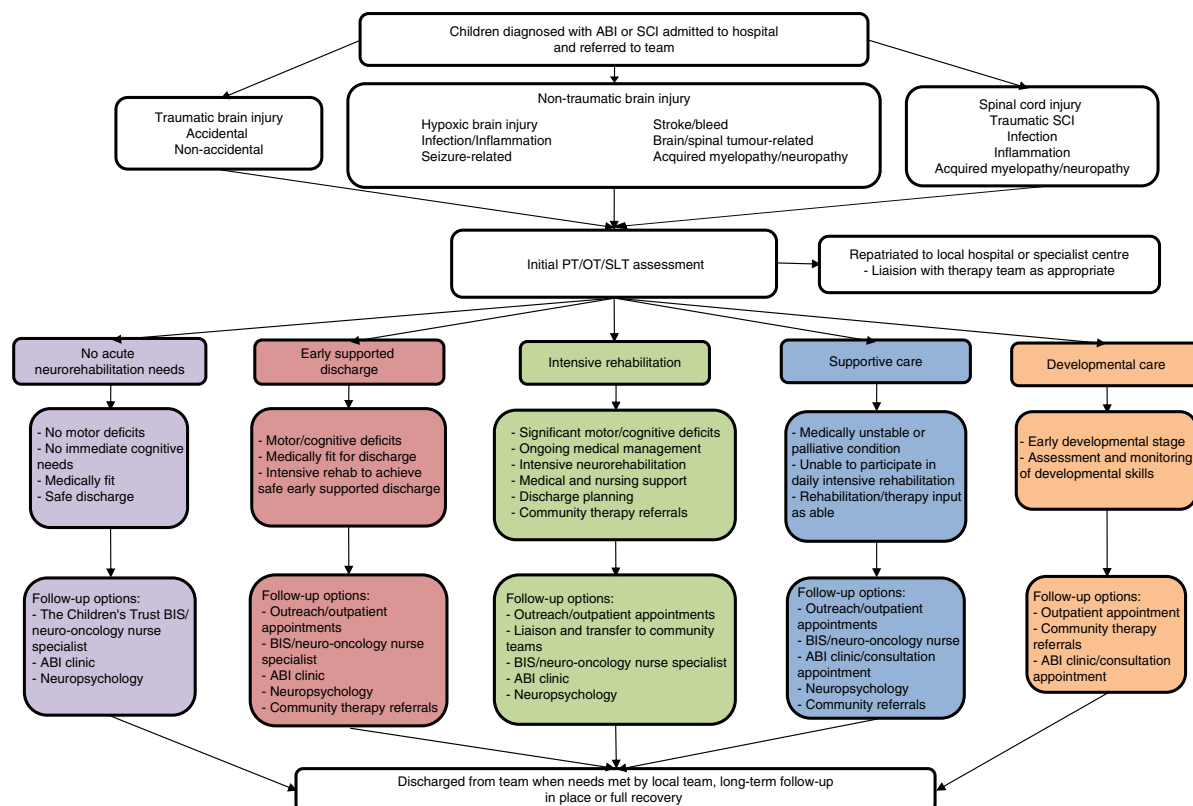 Children diagnosed with ABI or SCI admitted to hospital
and referred to team
Traumatic brain injury
Accidental
Non-accidental
Non-traumatic brain injury
Hypoxic brain injury
Infection/Inflammation
Seizure-related
Stroke/bleed
Brain/spinal tumour-related
Acquired myelopathy/neuropathy
Spinal cord injury
Traumatic SCI
Infection
Inflammation
Acquired myelopathy/neuropathy
Initial PT/OT/SLT assessment
Repatriated to local hospital or specialist centre
- Liaision with therapy team as appropriate
No acute
neurorehabilitation needs
Early supported
discharge
Intensive rehabilitation
Supportive care
Developmental care
- No motor deficits
- No immediate cognitive
needs
- Medically fit
- Safe discharge
- Motor/cognitive deficits
- Medically fit for discharge
- Intensive rehab to achieve
safe early supported discharge
- Significant motor/cognitive deficits
- Ongoing medical management
- Intensive neurorehabilitation
- Medical and nursing support
- Discharge planning
- Community therapy referrals
- Medically unstable or
palliative condition
- Unable to participate in
daily intensive rehabilitation
- Rehabilitation/therapy input
as able
- Early developmental stage
- Assessment and monitoring
of developmental skills
Follow-up options:
- The Children's Trust BIS/
neuro-oncology nurse
specialist
- ABI clinic
- Neuropsychology
Follow-up options:
- Outreach/outpatient
appointments
- BIS/neuro-oncology nurse
specialist
- ABI clinic
- Neuropsychology
- Community therapy referrals
Follow-up options:
- Outreach/outpatient appointments
- Liaison and transfer to community
teams
- BIS/neuro-oncology nurse specialist
- ABI clinic
- Neuropsychology
Follow-up options:
- Outreach/outpatient
appointments
- BIS/neuro-oncology nurse
- ABI clinic/consultation
appointment
- Neuropsychology
- Community referrals
Follow-up options:
- Outpatient appointment
- Community therapy
referrals
- ABI clinic/consultation
appointment
Discharged from team when needs met by local team, long-term follow-up
in place or full recovery